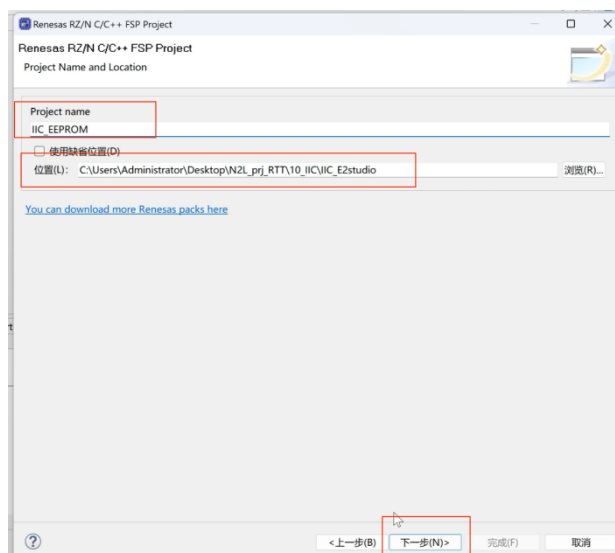 Renesas RZ/N C/C++ FSP Project
Renesas RZ/N C/C++ FSP Project
Project Name and Location
Project name
IIC_EEPROM
使用缺省位置(D)
位置(L): C:\Users\Administrator\Desktop\N2L_prj_RTT\10_IIC\IIC_E2studio 浏览(R)...
You can download more Renesas packs here
<上一步(B) 下一步(N)> 完成(F) 取消